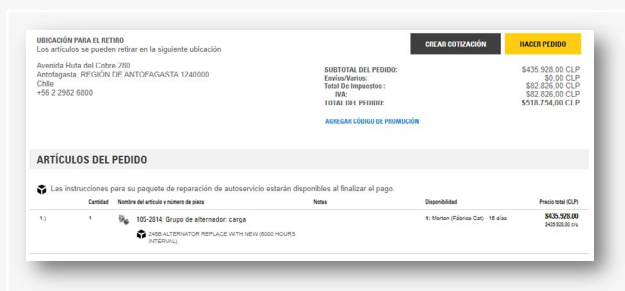 UBICACIÓN PARA EL RETIRO
Los artículos se pueden retirar en la siguiente ubicación
CREAR COTIZACIÓN
HACER PEDIDO
Avenida Ruta del Cobre 280
Antofagasta, REGIÓN DE ANTOFAGASTA 1240000
Chile
+56 2 2982 6800
SUBTOTAL DEL PEDIDO: $435.928,00 CLP
Envíos/Varios: $0,00 CLP
Total De Impuestos : $82.826,00 CLP
IVA: $82.826,00 CLP
TOTAL DEL PEDIDO: $518.754,00 CLP
AGREGAR CÓDIGO DE PROMOCIÓN
ARTÍCULOS DEL PEDIDO
Las instrucciones para su paquete de reparación de autoservicio estarán disponibles al finalizar el pago.
Cantidad Nombre del artículo y número de pieza Notas Disponibilidad Precio total (CLP)
1.) 1 105-2814: Grupo de alternador: carga 1: Morton (Fábrica Cat) - 15 días $435.928,00
$435.928,00 c/u
246B ALTERNATOR REPLACE WITH NEW (6000 HOURS
INTERVAL)